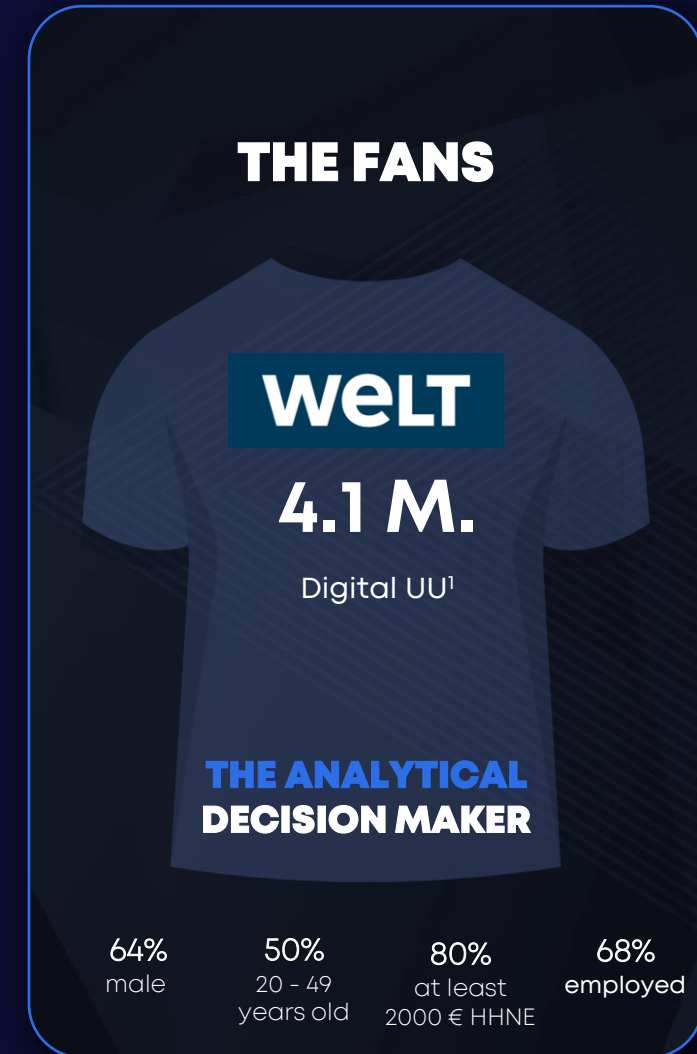 THE FANS
WELT
4.1 M.
Digital UU¹
THE ANALYTICAL
DECISION MAKER
64%
male
50%
20 - 49
years old
80%
at least
2000 € HHNE
68%
employed